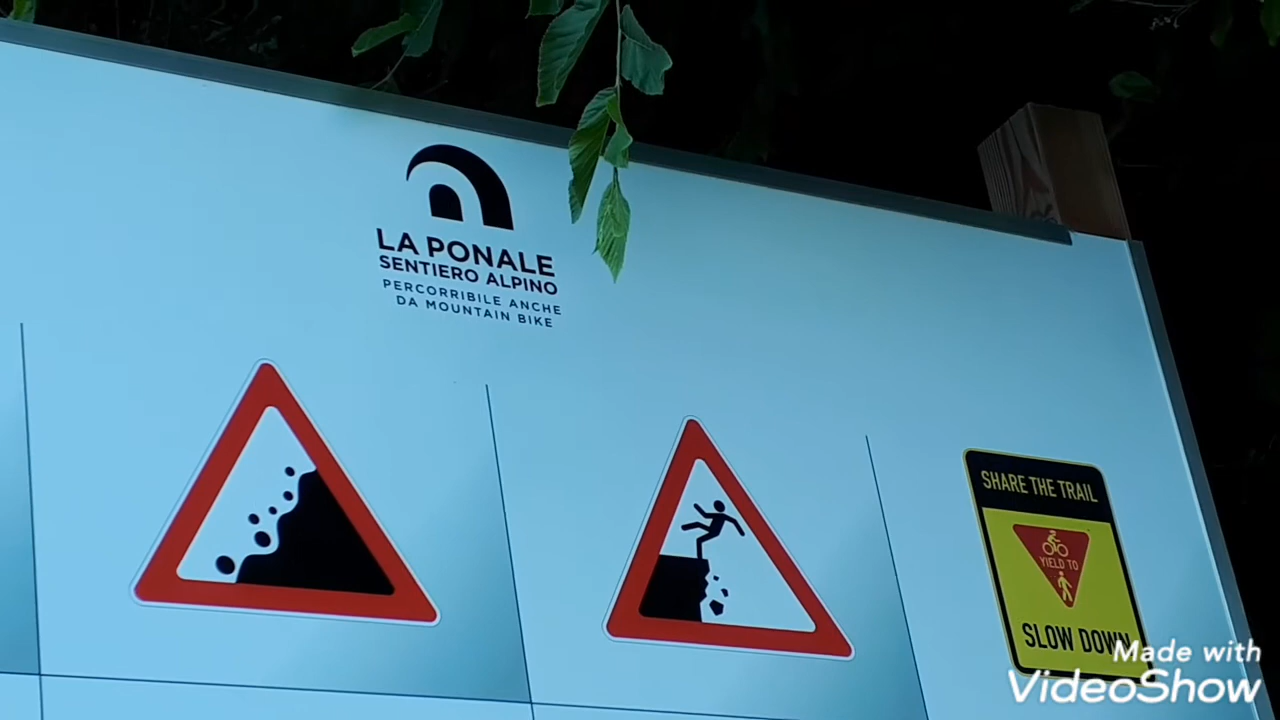 LA PONALE
SENTIERO ALPINO
PERCORRIBILE ANCHE
DA MOUNTAIN BIKE
SHARE THE TRAIL
YIELD TO
SLOW DOWN
Made with
VideoShow